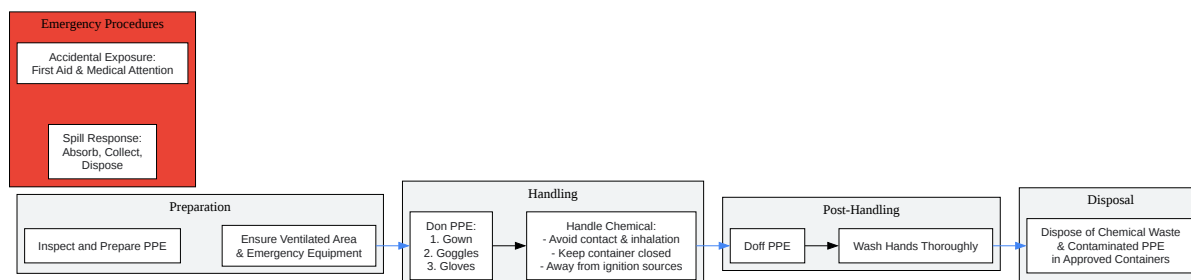 Emergency Procedures
Accidental Exposure:
First Aid & Medical Attention
Spill Response:
Absorb, Collect,
Dispose
Preparation
Inspect and Prepare PPE
Ensure Ventilated Area
& Emergency Equipment
Handling
Don PPE:
1. Gown
2. Goggles
3. Gloves
Handle Chemical:
- Avoid contact & inhalation
- Keep container closed
- Away from ignition sources
Post-Handling
Doff PPE
Wash Hands Thoroughly
Disposal
Dispose of Chemical Waste
& Contaminated PPE
in Approved Containers